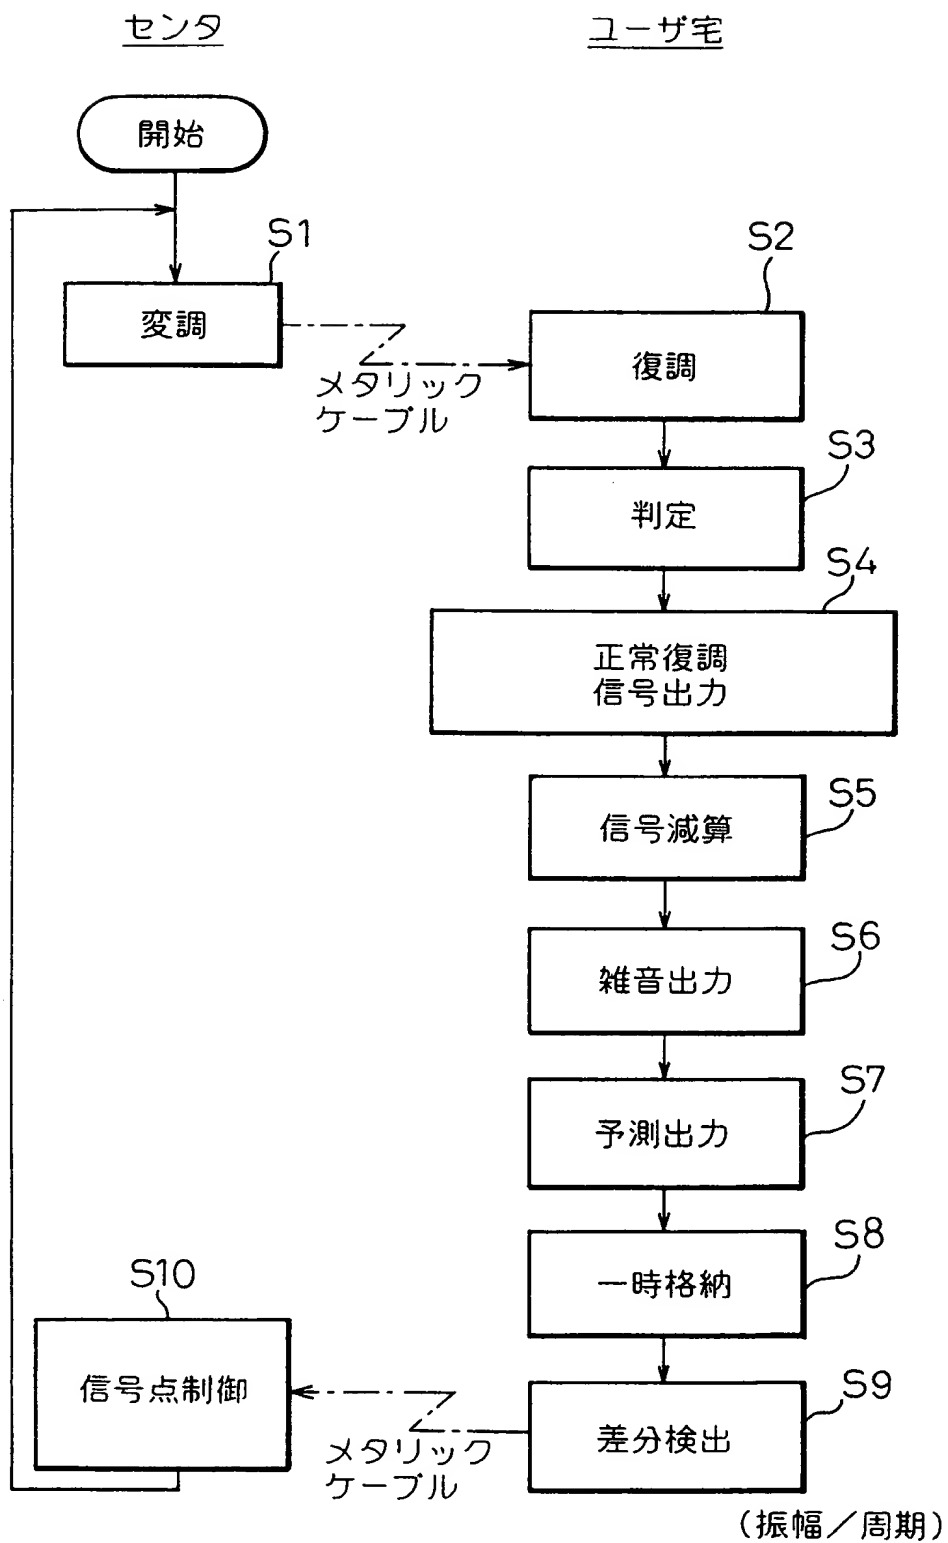 センタ
ユーザ宅
開始
S1
変調
メタリック
ケーブル
S2
復調
S3
判定
S4
正常復調
信号出力
S5
信号減算
S6
雑音出力
S7
予測出力
S8
一時格納
S9
差分検出
(振幅/周期)
メタリック
ケーブル
S10
信号点制御